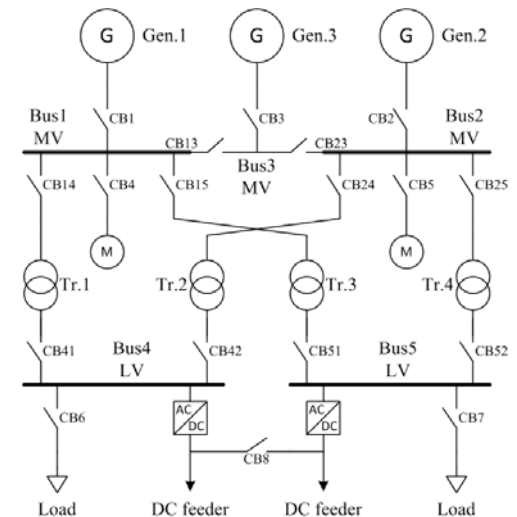 G Gen.1 G Gen.3 G Gen.2
Bus1 CB1 CB3 CB2 Bus2
MV MV
CB13 CB23
Bus3
MV
CB14 CB4 CB15 CB24 CB5 CB25
M M
Tr.1 Tr.2 Tr.3 Tr.4
CB41 Bus4 CB42 CB51 Bus5 CB52
LV LV
AC AC
DC DC
CB6 CB7
CB8
Load DC feeder DC feeder Load